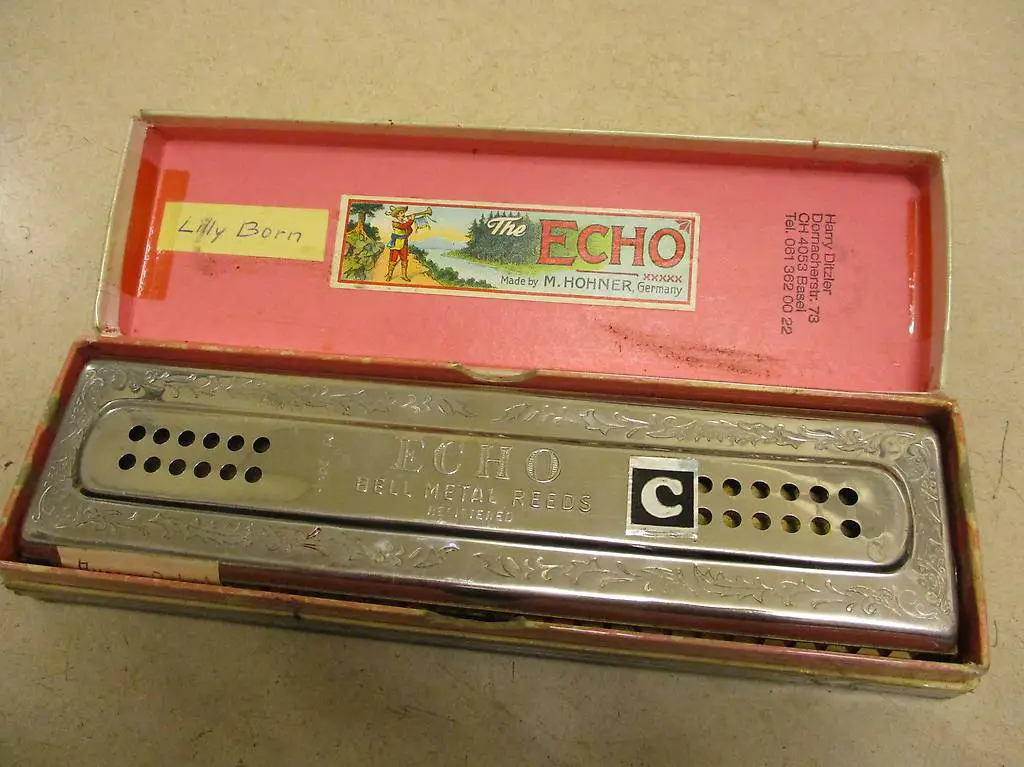 Lilly Born
The ECHO
XXXXX
Made by M. HOHNER, Germany
Harry Ditzler
Dornacherstr. 73
CH 4053 Basel
Tel. 061 362 00 22
ECHO
BELL METAL REEDS
REGISTERED
C